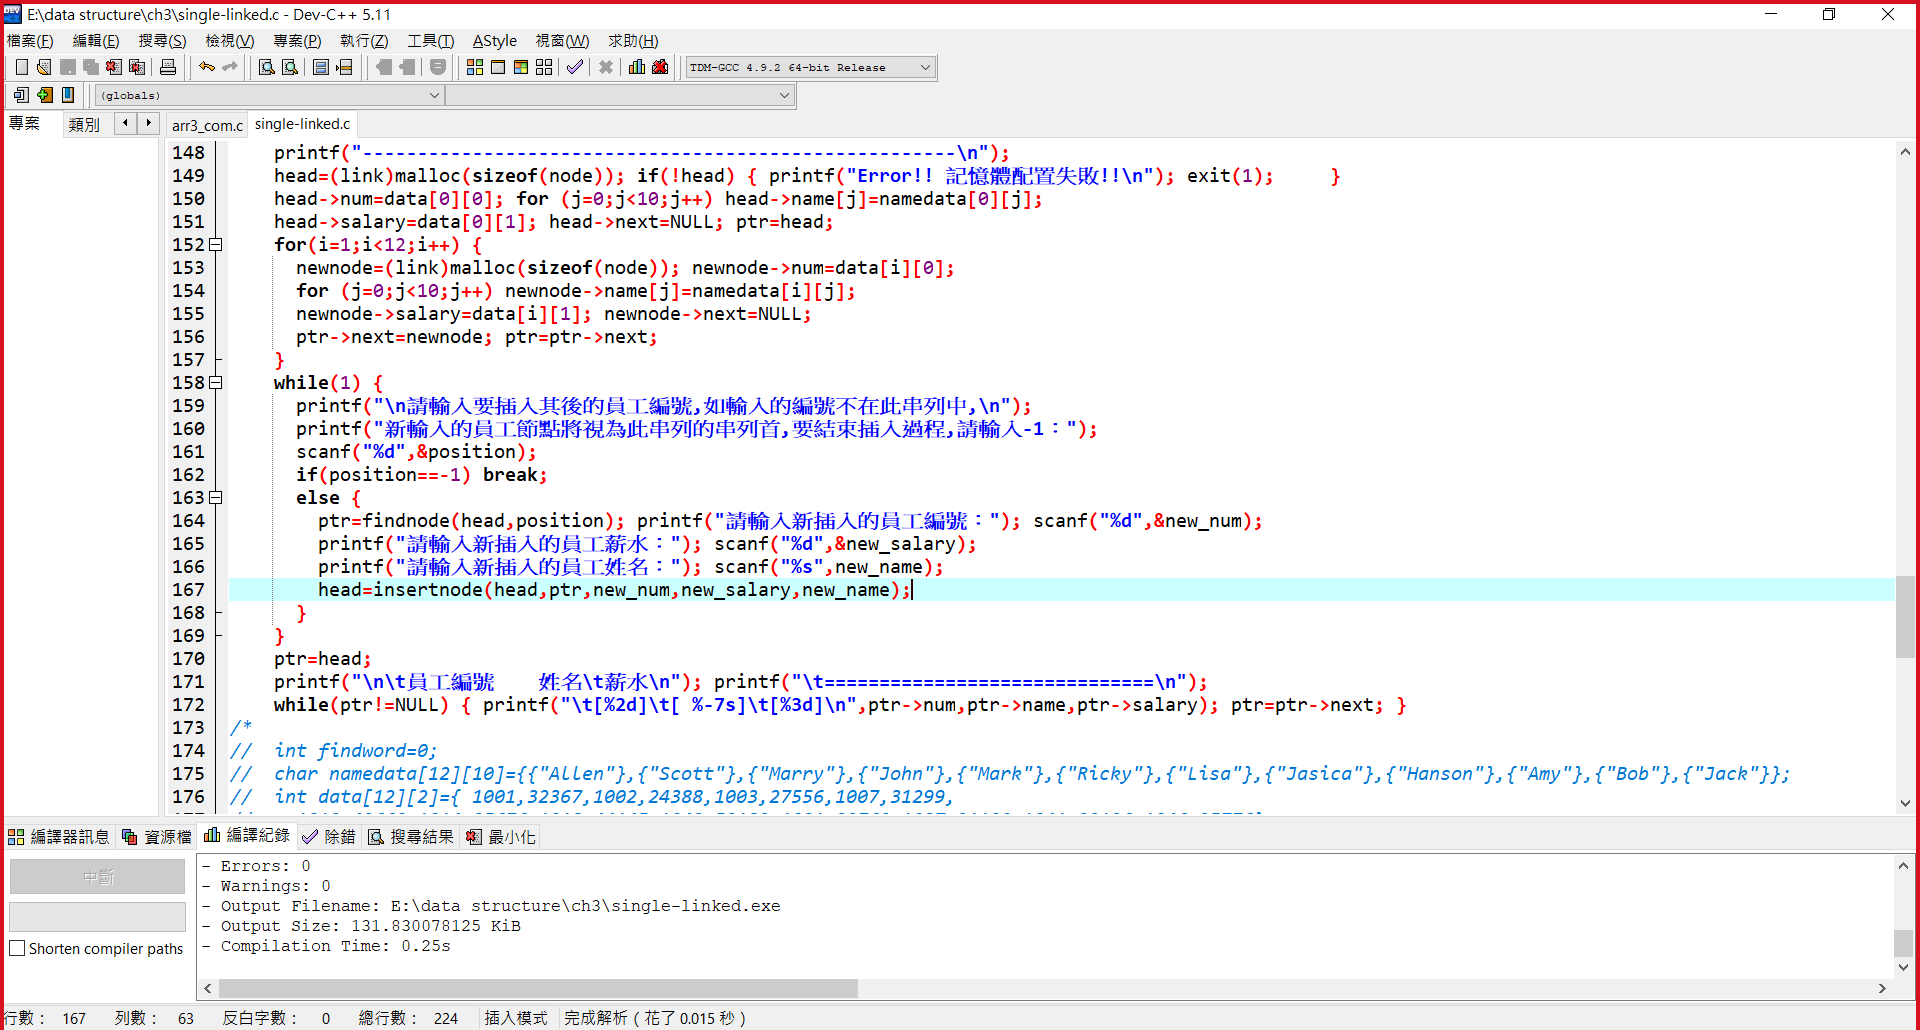 E:\data structure\ch3\single-linked.c - Dev-C++ 5.11
檔案(F) 編輯(E) 搜尋(S) 檢視(V) 專案(P) 執行(Z) 工具(T) AStyle 視窗(W) 求助(H)
TDM-GCC 4.9.2 64-bit Release
(globals)
專案 類別 arr3_com.c single-linked.c
148 printf("------------------------------------------------------\n");
149 head=(link)malloc(sizeof(node)); if(!head) { printf("Error!! 記憶體配置失敗!!\n"); exit(1); }
150 head->num=data[0][0]; for (j=0;j<10;j++) head->name[j]=namedata[0][j];
151 head->salary=data[0][1]; head->next=NULL; ptr=head;
152 for(i=1;i<12;i++) {
153 newnode=(link)malloc(sizeof(node)); newnode->num=data[i][0];
154 for (j=0;j<10;j++) newnode->name[j]=namedata[i][j];
155 newnode->salary=data[i][1]; newnode->next=NULL;
156 ptr->next=newnode; ptr=ptr->next;
157 }
158 while(1) {
159 printf("\n請輸入要插入其後的員工編號,如輸入的編號不在此串列中,\n");
160 printf("新輸入的員工節點將視為此串列的串列首,要結束插入過程,請輸入-1：");
161 scanf("%d",&position);
162 if(position==-1) break;
163 else {
164 ptr=findnode(head,position); printf("請輸入新插入的員工編號："); scanf("%d",&new_num);
165 printf("請輸入新插入的員工薪水："); scanf("%d",&new_salary);
166 printf("請輸入新插入的員工姓名："); scanf("%s",new_name);
167 head=insertnode(head,ptr,new_num,new_salary,new_name);
168 }
169 }
170 ptr=head;
171 printf("\n\t員工編號    姓名\t薪水\n"); printf("\t==============================\n");
172 while(ptr!=NULL) { printf("\t[%2d]\t[ %-7s]\t[%3d]\n",ptr->num,ptr->name,ptr->salary); ptr=ptr->next; }
173 /*
174 // int findword=0;
175 // char namedata[12][10]={{"Allen"},{"Scott"},{"Marry"},{"John"},{"Mark"},{"Ricky"},{"Lisa"},{"Jasica"},{"Hanson"},{"Amy"},{"Bob"},{"Jack"}};
176 // int data[12][2]={ 1001,32367,1002,24388,1003,27556,1007,31299,
編譯器訊息 資源檔 編譯紀錄 除錯 搜尋結果 最小化
中斷
Shorten compiler paths
- Errors: 0
- Warnings: 0
- Output Filename: E:\data structure\ch3\single-linked.exe
- Output Size: 131.830078125 KiB
- Compilation Time: 0.25s
行數： 167 列數： 63 反白字數： 0 總行數： 224 插入模式 完成解析 ( 花了 0.015 秒 )